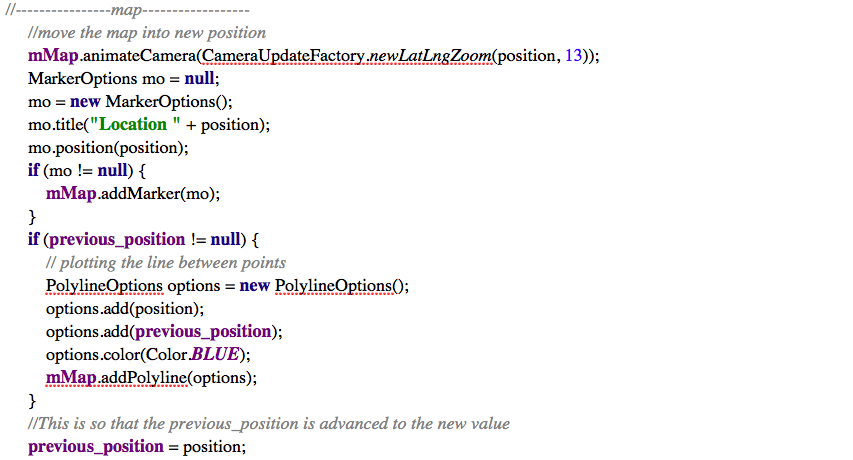 //----------------map------------------
//move the map into new position
mMap.animateCamera(CameraUpdateFactory.newLatLngZoom(position, 13));
MarkerOptions mo = null;
mo = new MarkerOptions();
mo.title("Location " + position);
mo.position(position);
if (mo != null) {
mMap.addMarker(mo);
}
if (previous_position != null) {
// plotting the line between points
PolylineOptions options = new PolylineOptions();
options.add(position);
options.add(previous_position);
options.color(Color.BLUE);
mMap.addPolyline(options);
}
//This is so that the previous_position is advanced to the new value
previous_position = position;